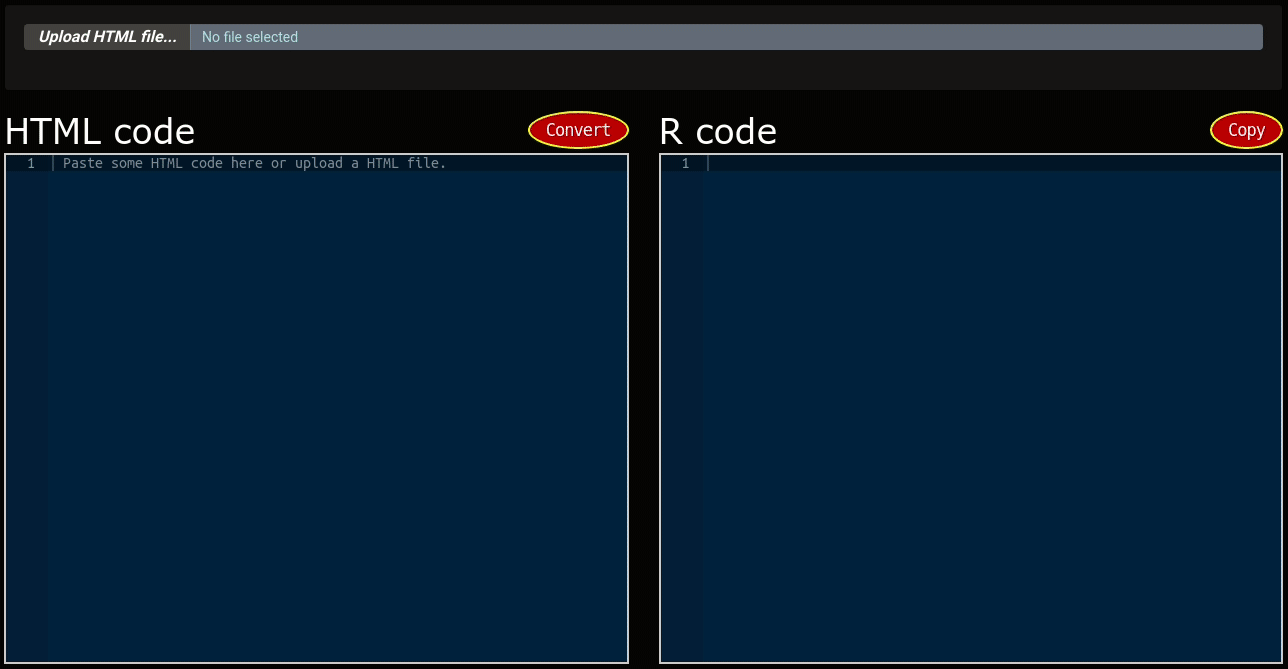 Upload HTML file... No file selected
HTML code
Convert
R code
Copy
1 Paste some HTML code here or upload a HTML file.
1